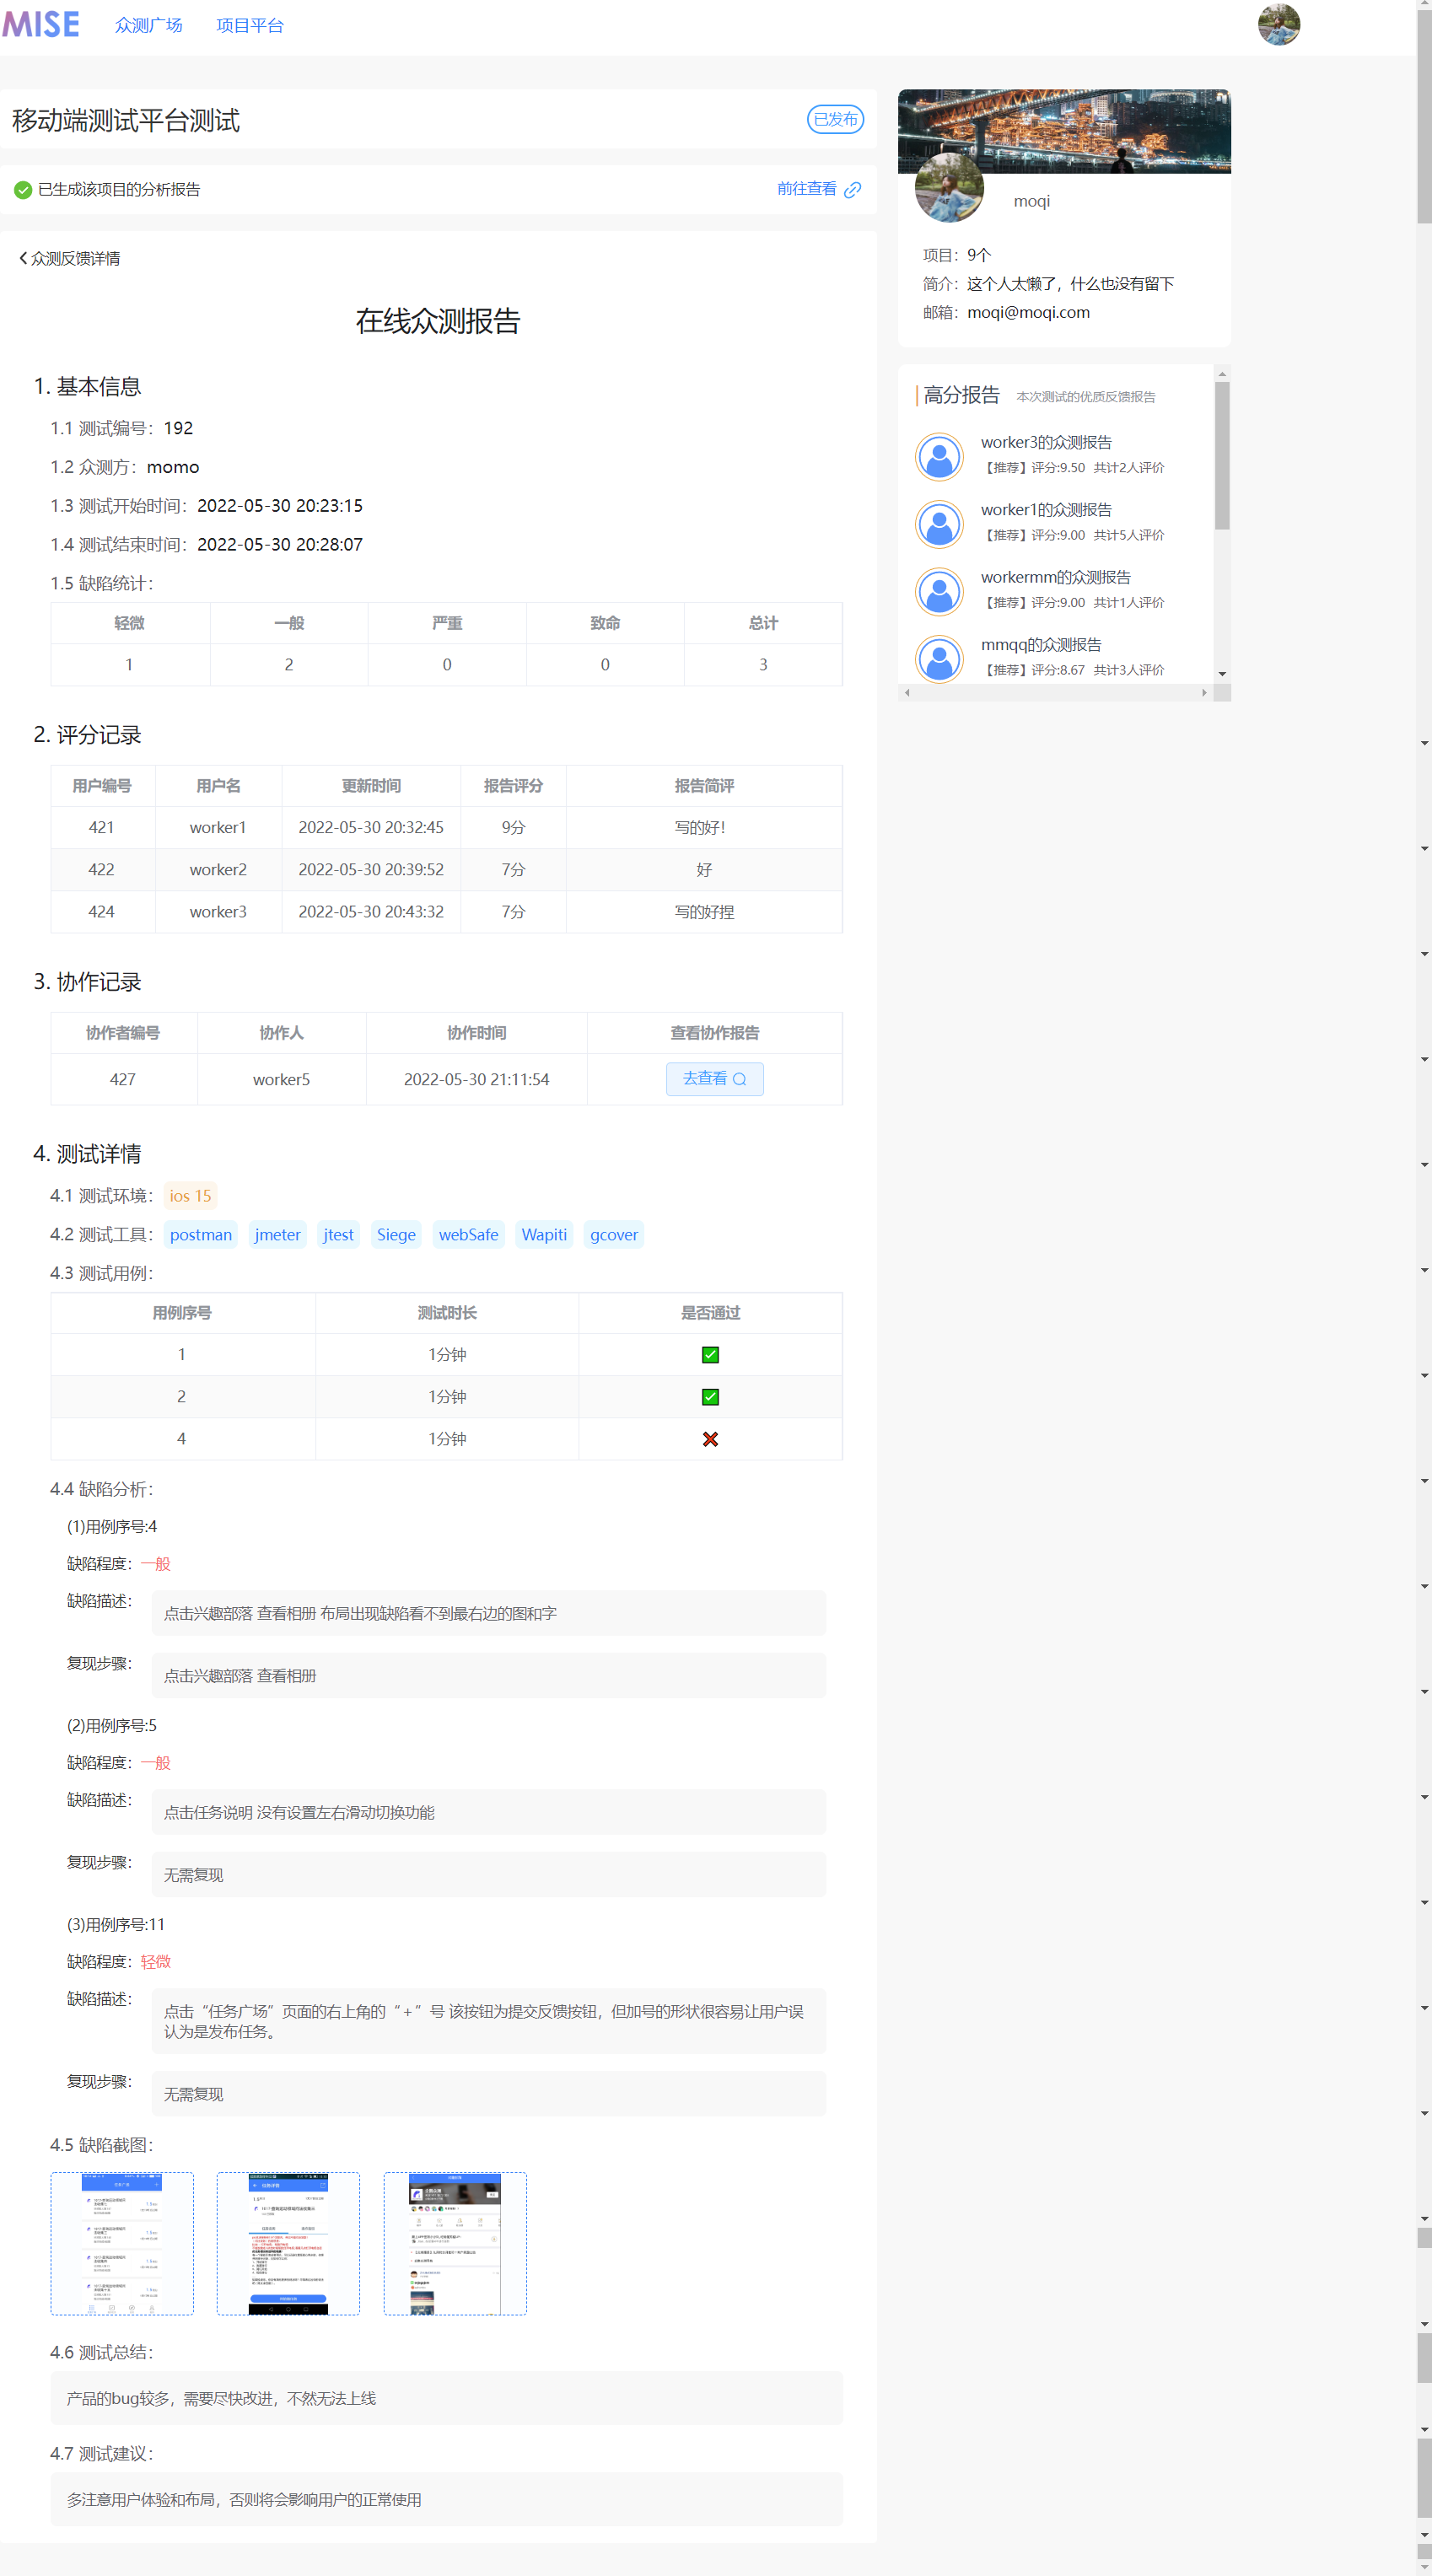 MISE 众测广场 项目平台
移动端测试平台测试 已发布
已生成该项目的分析报告 前往查看
众测反馈详情
在线众测报告
1. 基本信息
1.1 测试编号：192
1.2 众测方：momo
1.3 测试开始时间：2022-05-30 20:23:15
1.4 测试结束时间：2022-05-30 20:28:07
1.5 缺陷统计：
轻微 一般 严重 致命 总计
1 2 0 0 3
2. 评分记录
用户编号 用户名 更新时间 报告评分 报告简评
421 worker1 2022-05-30 20:32:45 9分 写的好！
422 worker2 2022-05-30 20:39:52 7分 好
424 worker3 2022-05-30 20:43:32 7分 写的好捏
3. 协作记录
协作者编号 协作人 协作时间 查看协作报告
427 worker5 2022-05-30 21:11:54 去查看
4. 测试详情
4.1 测试环境：ios 15
4.2 测试工具：postman jmeter jtest Siege webSafe Wapiti gcover
4.3 测试用例：
用例序号 测试时长 是否通过
1 1分钟
2 1分钟
4 1分钟
4.4 缺陷分析：
(1)用例序号:4
缺陷程度：一般
缺陷描述： 点击兴趣部落 查看相册 布局出现缺陷看不到最右边的图和字
复现步骤： 点击兴趣部落 查看相册
(2)用例序号:5
缺陷程度：一般
缺陷描述： 点击任务说明 没有设置左右滑动切换功能
复现步骤： 无需复现
(3)用例序号:11
缺陷程度：轻微
缺陷描述： 点击“任务广场”页面的右上角的“+”号 该按钮为提交反馈按钮，但加号的形状很容易让用户误
认为是发布任务。
复现步骤： 无需复现
4.5 缺陷截图：
4.6 测试总结：
产品的bug较多，需要尽快改进，不然无法上线
4.7 测试建议：
多注意用户体验和布局，否则将会影响用户的正常使用
moqi
项目：9个
简介：这个人太懒了，什么也没有留下
邮箱：moqi@moqi.com
高分报告 本次测试的优质反馈报告
worker3的众测报告
【推荐】评分:9.50 共计2人评价
worker1的众测报告
【推荐】评分:9.00 共计5人评价
workermm的众测报告
【推荐】评分:9.00 共计1人评价
mmqq的众测报告
【推荐】评分:8.67 共计3人评价